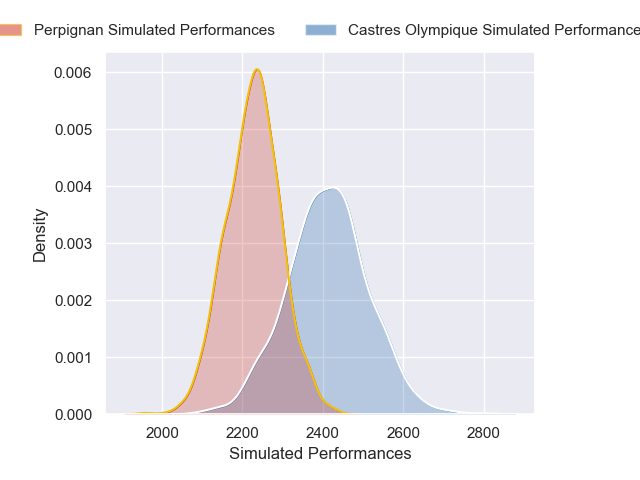 Perpignan Simulated Performances
Castres Olympique Simulated Performance
0.006
0.005
0.004
0.003
0.002
0.001
0.000
Density
2000 2200 2400 2600 2800
Simulated Performances